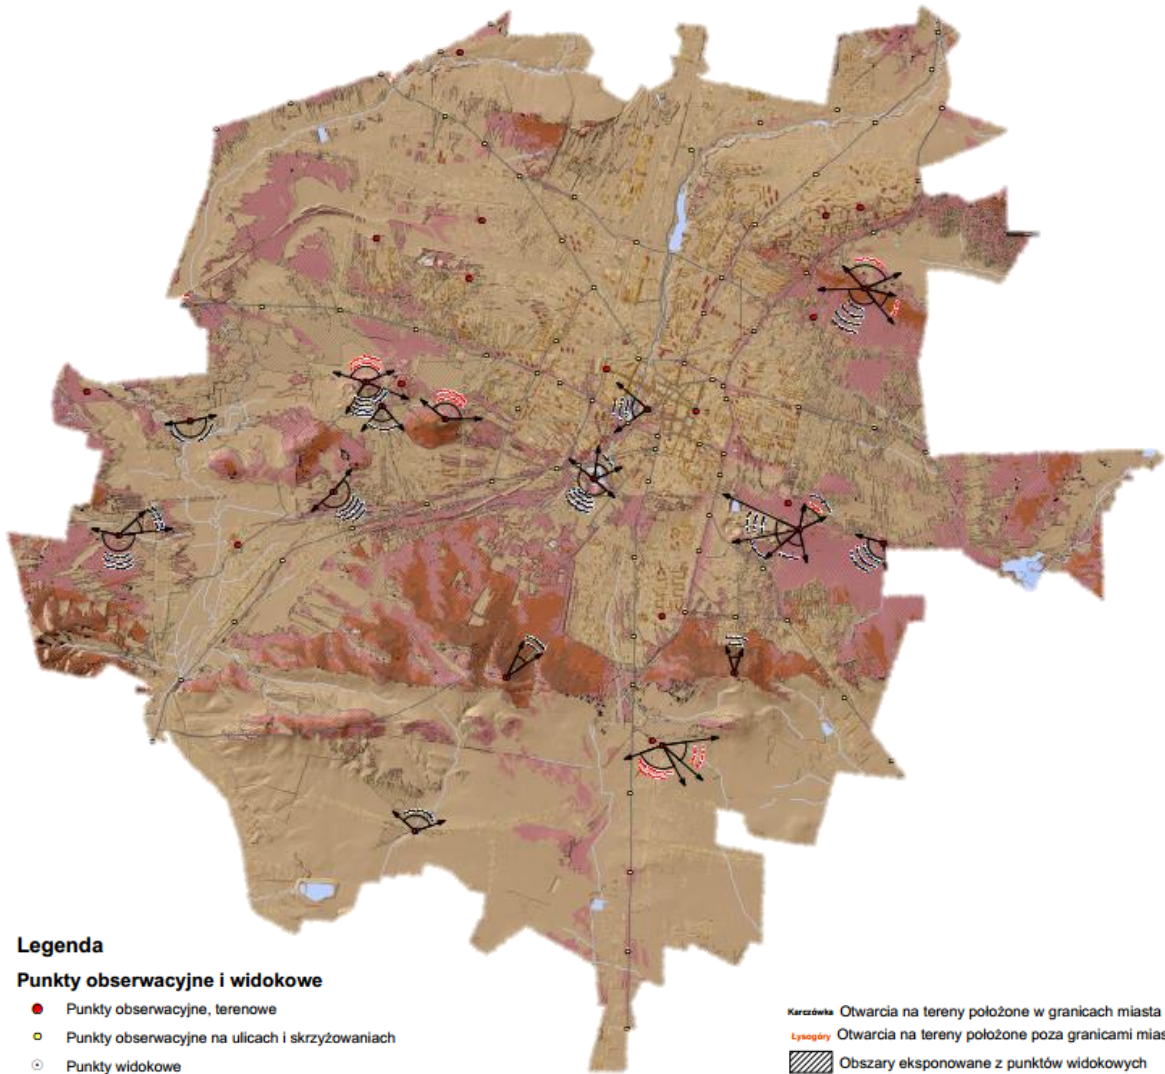 Legenda
Punkty obserwacyjne i widokowe
Punkty obserwacyjne, terenowe
Punkty obserwacyjne na ulicach i skrzyżowaniach
Punkty widokowe
Karczówka Otwarcia na tereny położone w granicach miasta
Łysogóry Otwarcia na tereny położone poza granicami mias
Obszary eksponowane z punktów widokowych